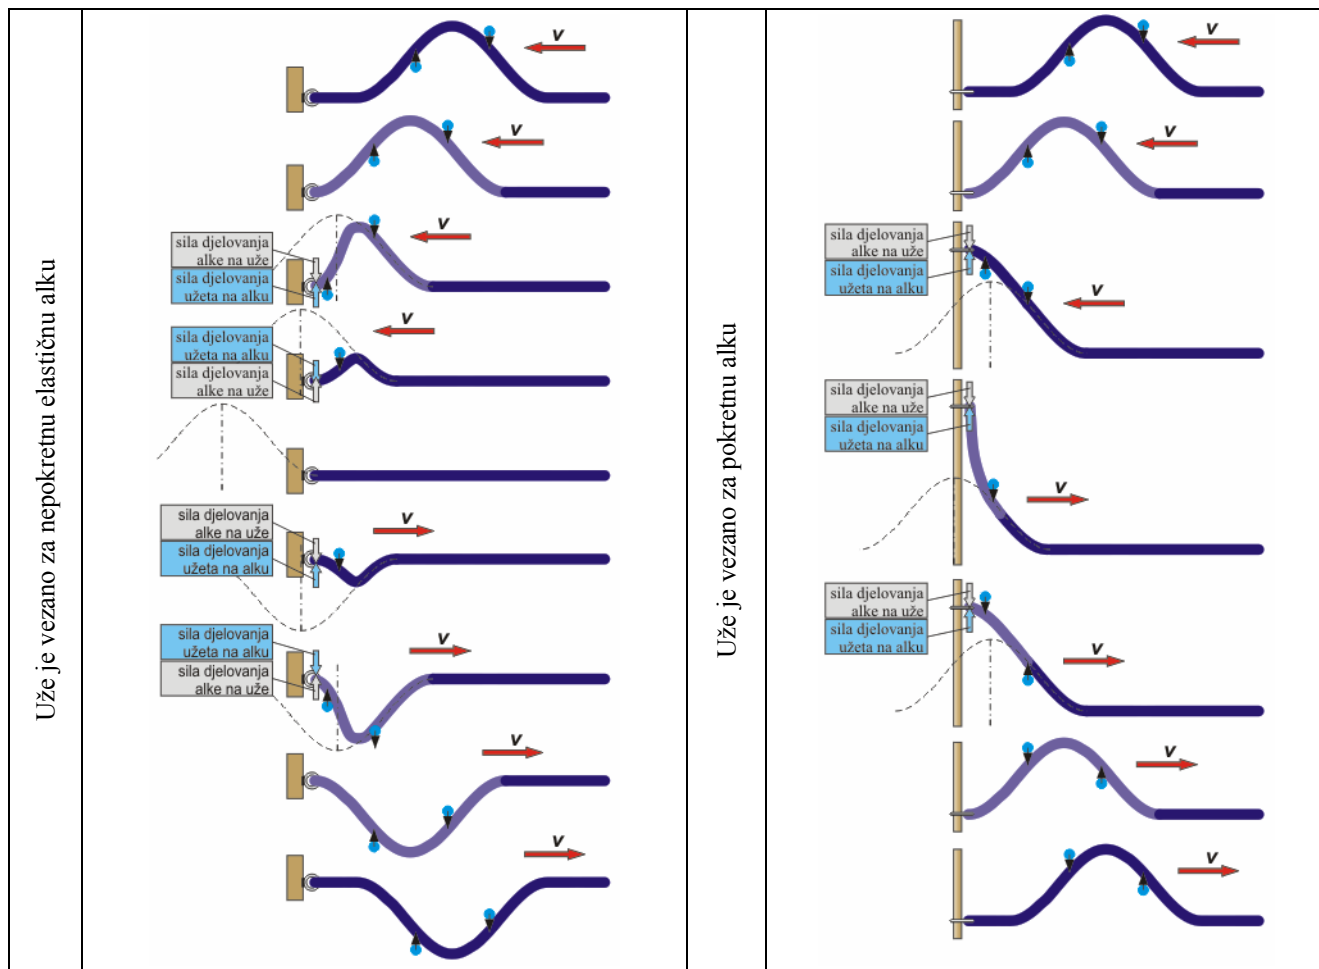 Uže je vezano za nepokretnu elastičnu alku
v
v
sila djelovanja
alke na uže
sila djelovanja
užeta na alku
v
sila djelovanja
užeta na alku
sila djelovanja
alke na uže
v
sila djelovanja
alke na uže
sila djelovanja
užeta na alku
v
sila djelovanja
užeta na alku
sila djelovanja
alke na uže
v
v
v
Uže je vezano za pokretnu alku
v
v
sila djelovanja
alke na uže
sila djelovanja
užeta na alku
v
sila djelovanja
alke na uže
sila djelovanja
užeta na alku
v
sila djelovanja
alke na uže
sila djelovanja
užeta na alku
v
v
v